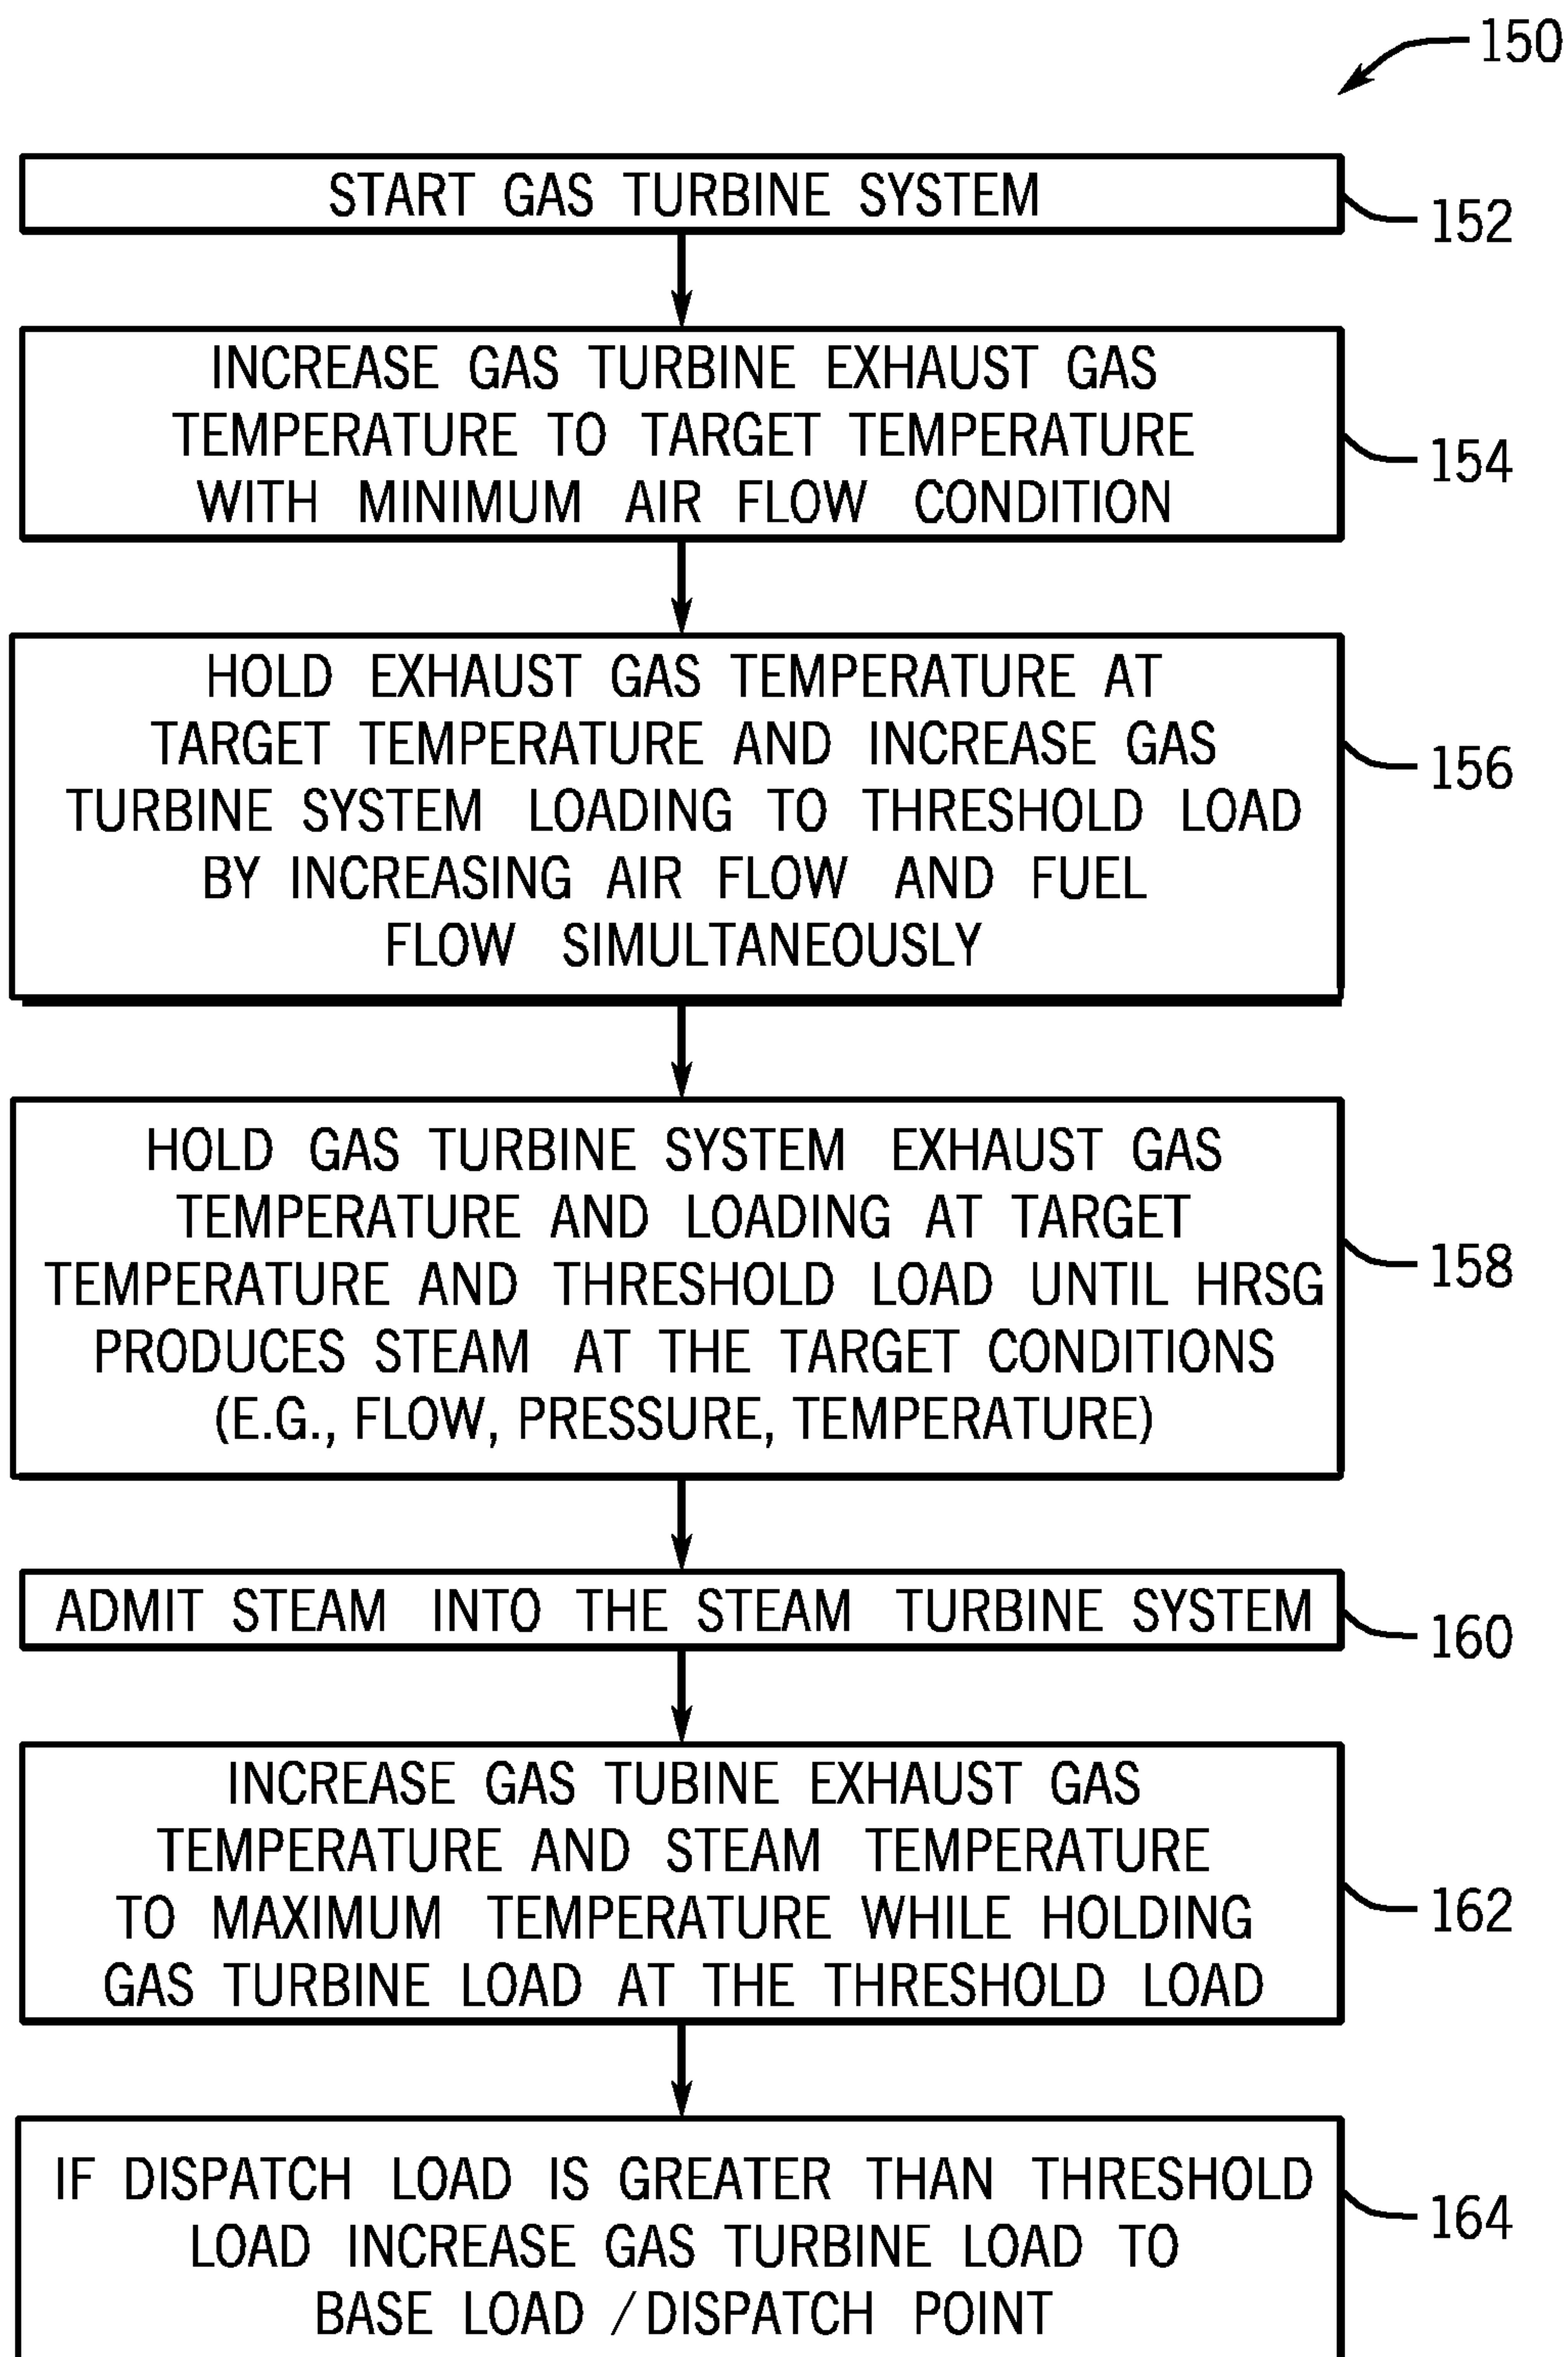 150
START GAS TURBINE SYSTEM
152
INCREASE GAS TURBINE EXHAUST GAS
TEMPERATURE TO TARGET TEMPERATURE
WITH MINIMUM AIR FLOW CONDITION
154
HOLD EXHAUST GAS TEMPERATURE AT
TARGET TEMPERATURE AND INCREASE GAS
TURBINE SYSTEM LOADING TO THRESHOLD LOAD
BY INCREASING AIR FLOW AND FUEL
FLOW SIMULTANEOUSLY
156
HOLD GAS TURBINE SYSTEM EXHAUST GAS
TEMPERATURE AND LOADING AT TARGET
TEMPERATURE AND THRESHOLD LOAD UNTIL HRSG
PRODUCES STEAM AT THE TARGET CONDITIONS
(E.G., FLOW, PRESSURE, TEMPERATURE)
158
ADMIT STEAM INTO THE STEAM TURBINE SYSTEM
160
INCREASE GAS TUBINE EXHAUST GAS
TEMPERATURE AND STEAM TEMPERATURE
TO MAXIMUM TEMPERATURE WHILE HOLDING
GAS TURBINE LOAD AT THE THRESHOLD LOAD
162
IF DISPATCH LOAD IS GREATER THAN THRESHOLD
LOAD INCREASE GAS TURBINE LOAD TO
BASE LOAD / DISPATCH POINT
164